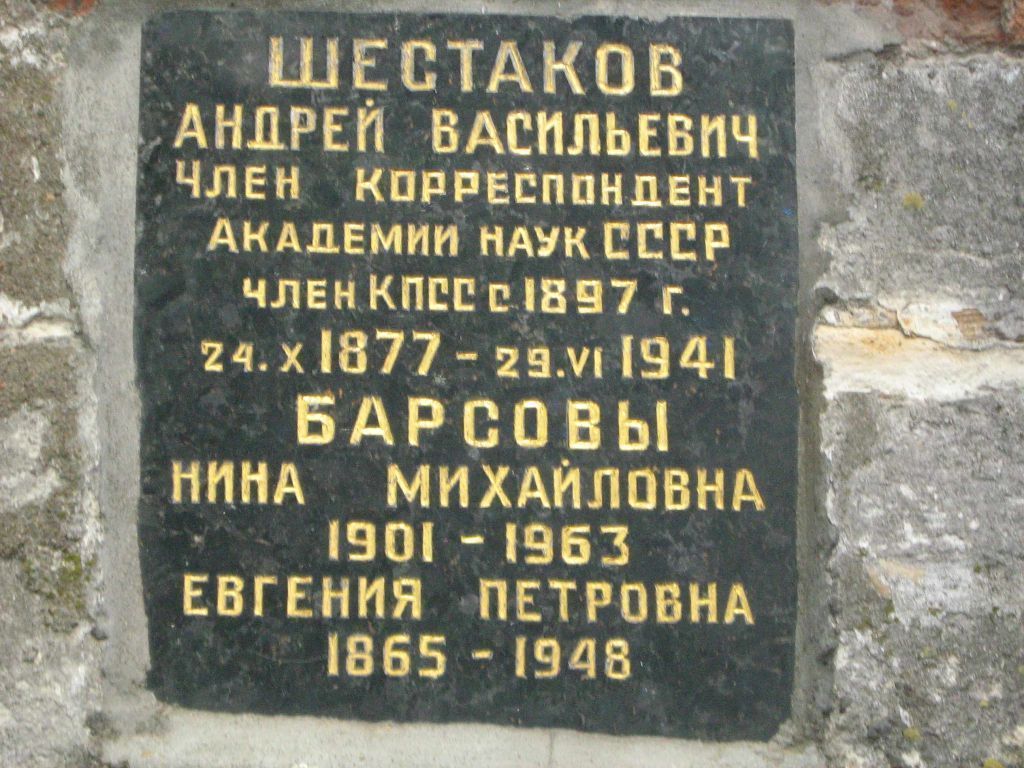 ШЕСТАКОВ
АНДРЕЙ ВАСИЛЬЕВИЧ
ЧЛЕН КОРРЕСПОНДЕНТ
АКАДЕМИИ НАУК СССР
ЧЛЕН КПСС С 1897 Г.
24.X 1877 - 29.VI 1941
БАРСОВЫ
НИНА МИХАЙЛОВНА
1901 - 1963
ЕВГЕНИЯ ПЕТРОВНА
1865 - 1948